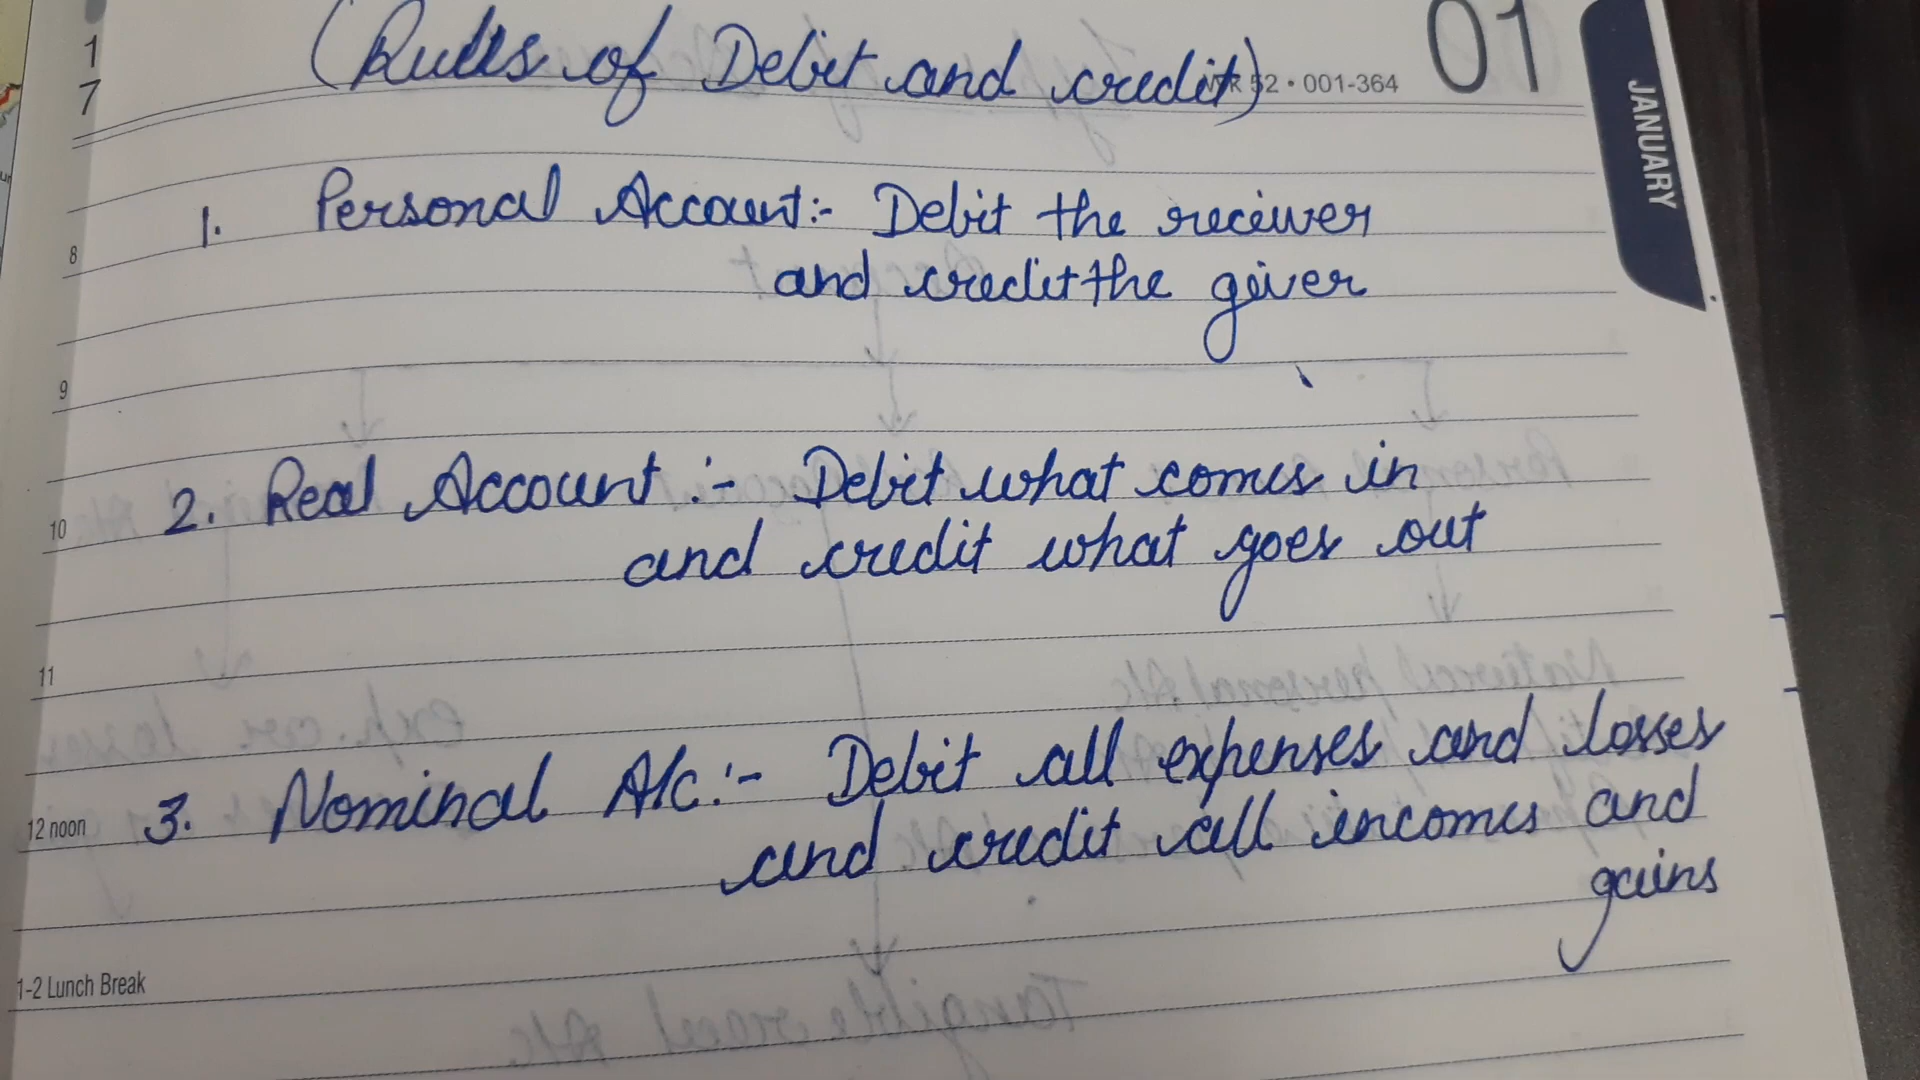 01
1
7
(Rules of Debit and credit)
52 • 001-364
JANUARY
1. Personal Account:- Debit the receiver
8
and credit the giver
9
2. Real Account :- Debit what comes in
10
and credit what goes out
11
3. Nominal A/c:- Debit all expenses and losses
12 noon
and credit all incomes and
gains
1-2 Lunch Break